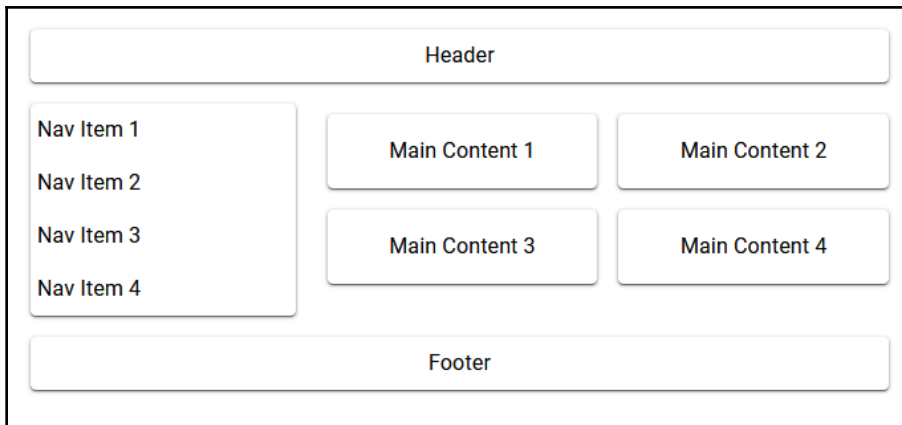 Header
Nav Item 1
Nav Item 2
Nav Item 3
Nav Item 4
Main Content 1
Main Content 2
Main Content 3
Main Content 4
Footer